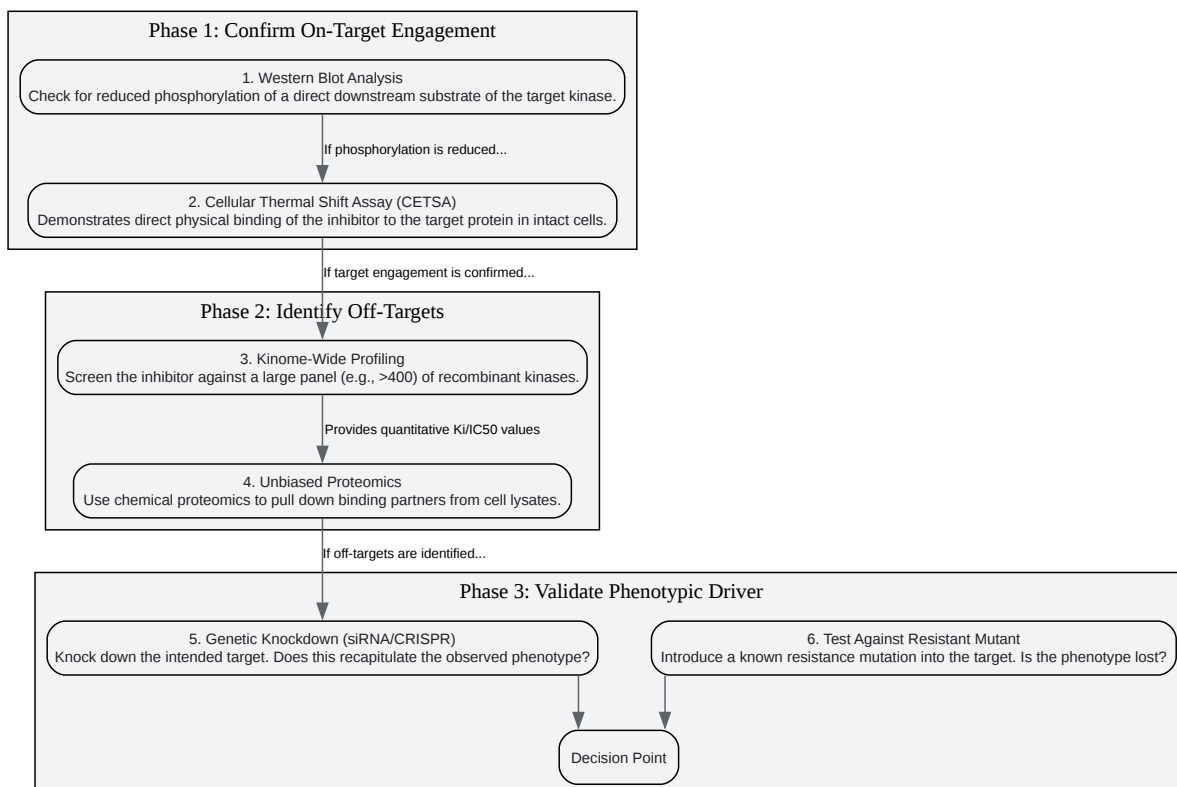 Phase 1: Confirm On-Target Engagement
1. Western Blot Analysis
Check for reduced phosphorylation of a direct downstream substrate of the target kinase.
If phosphorylation is reduced...
2. Cellular Thermal Shift Assay (CETSA)
Demonstrates direct physical binding of the inhibitor to the target protein in intact cells.
If target engagement is confirmed...
Phase 2: Identify Off-Targets
3. Kinome-Wide Profiling
Screen the inhibitor against a large panel (e.g., >400) of recombinant kinases.
Provides quantitative Ki/IC50 values
4. Unbiased Proteomics
Use chemical proteomics to pull down binding partners from cell lysates.
If off-targets are identified...
Phase 3: Validate Phenotypic Driver
5. Genetic Knockdown (siRNA/CRISPR)
Knock down the intended target. Does this recapitulate the observed phenotype?
6. Test Against Resistant Mutant
Introduce a known resistance mutation into the target. Is the phenotype lost?
Decision Point